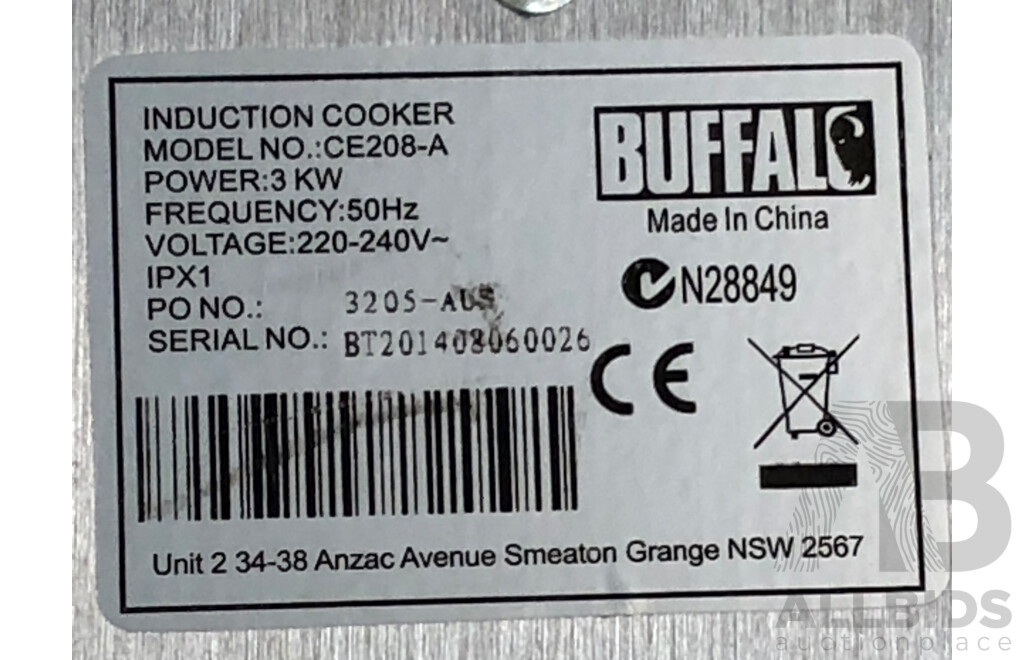 INDUCTION COOKER
MODEL NO.:CE208-A
POWER:3 KW
FREQUENCY:50Hz
VOLTAGE:220-240V~
IPX1
PO NO.: 3205-AUS
SERIAL NO.: BT201408060026
BUFFALO
Made In China
N28849
CE
Unit 2 34-38 Anzac Avenue Smeaton Grange NSW 2567
AB
ALLBIDS
auctionplace